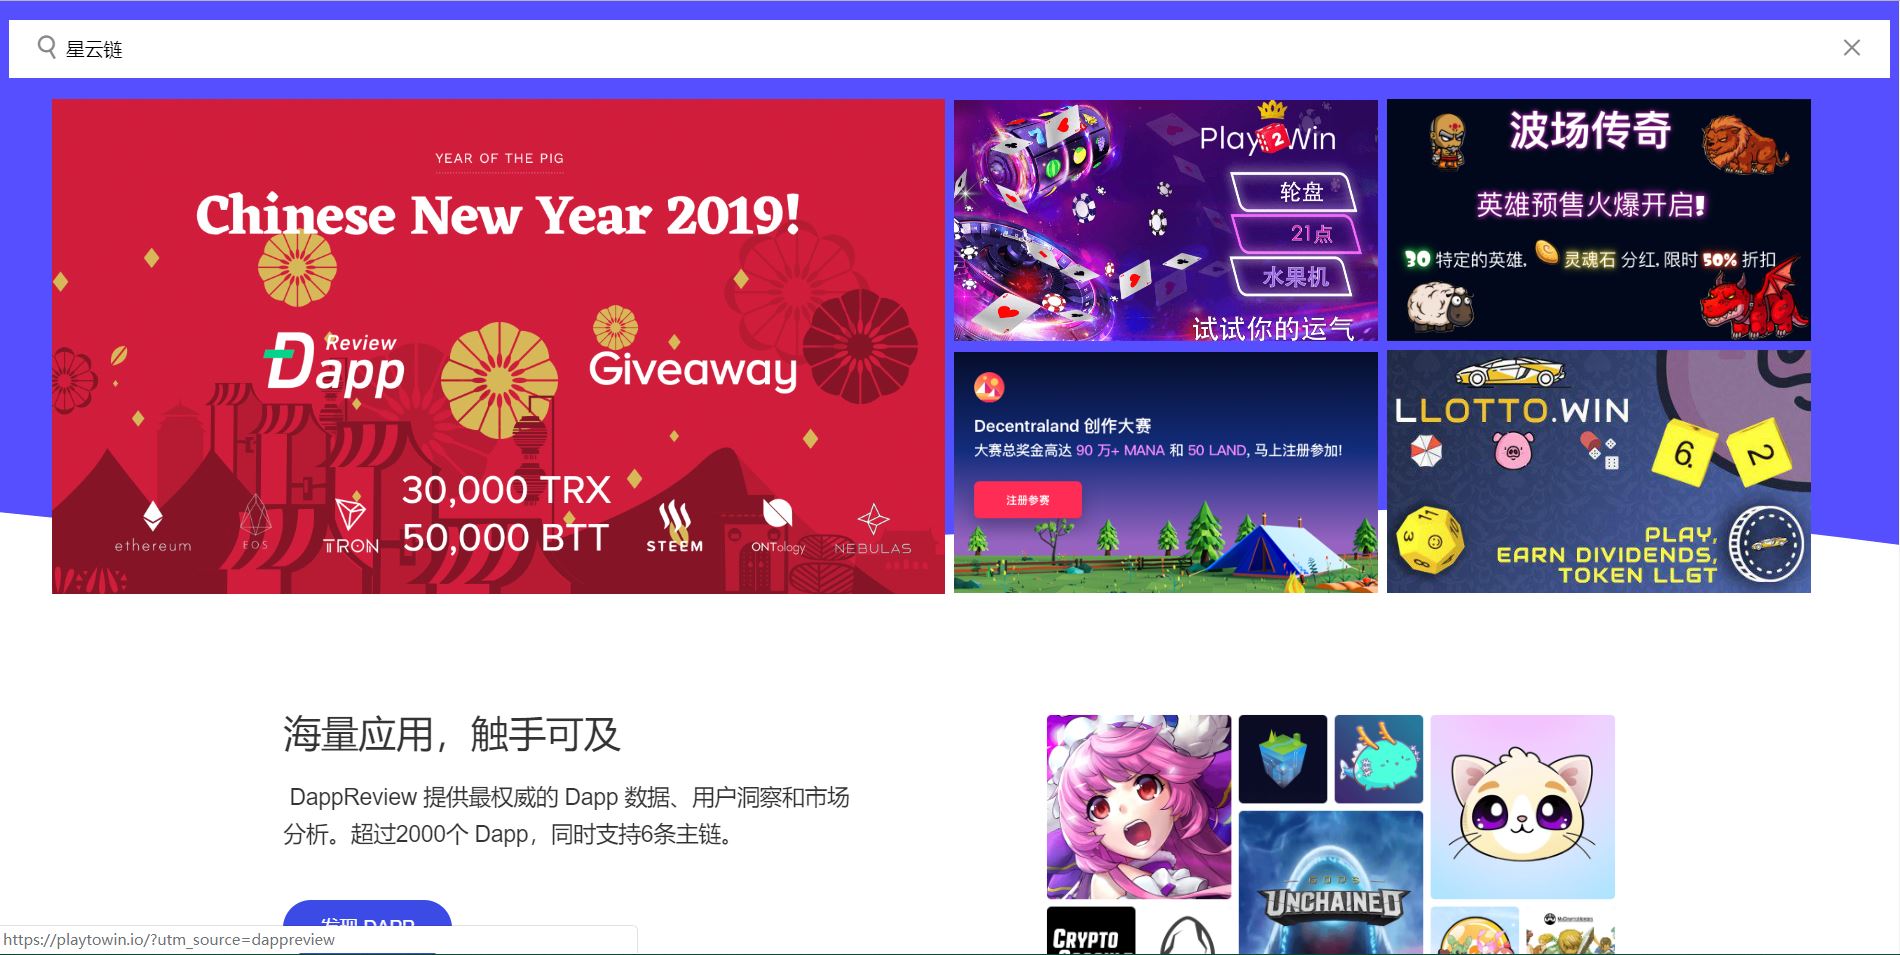 星云链
YEAR OF THE PIG
Chinese New Year 2019!
Dapp Review
Giveaway
30,000 TRX
50,000 BTT
ethereum
EOS
TRON
STEEM
ONTology
NEBULAS
Play2Win
轮盘
21点
水果机
试试你的运气
波场传奇
英雄预售火爆开启!
30 特定的英雄, 灵魂石 分红, 限时 50% 折扣
Decentraland 创作大赛
大赛总奖金高达 90 万+ MANA 和 50 LAND, 马上注册参加!
注册参赛
LLOTTO.WIN
6.
2
11
3
PLAY,
EARN DIVIDENDS,
TOKEN LLGT
海量应用，触手可及
DappReview 提供最权威的 Dapp 数据、用户洞察和市场
分析。超过2000个 Dapp，同时支持6条主链。
发现 DAPP
GODS
UNCHAINED
CRYPTO
https://playtowin.io/?utm_source=dappreview